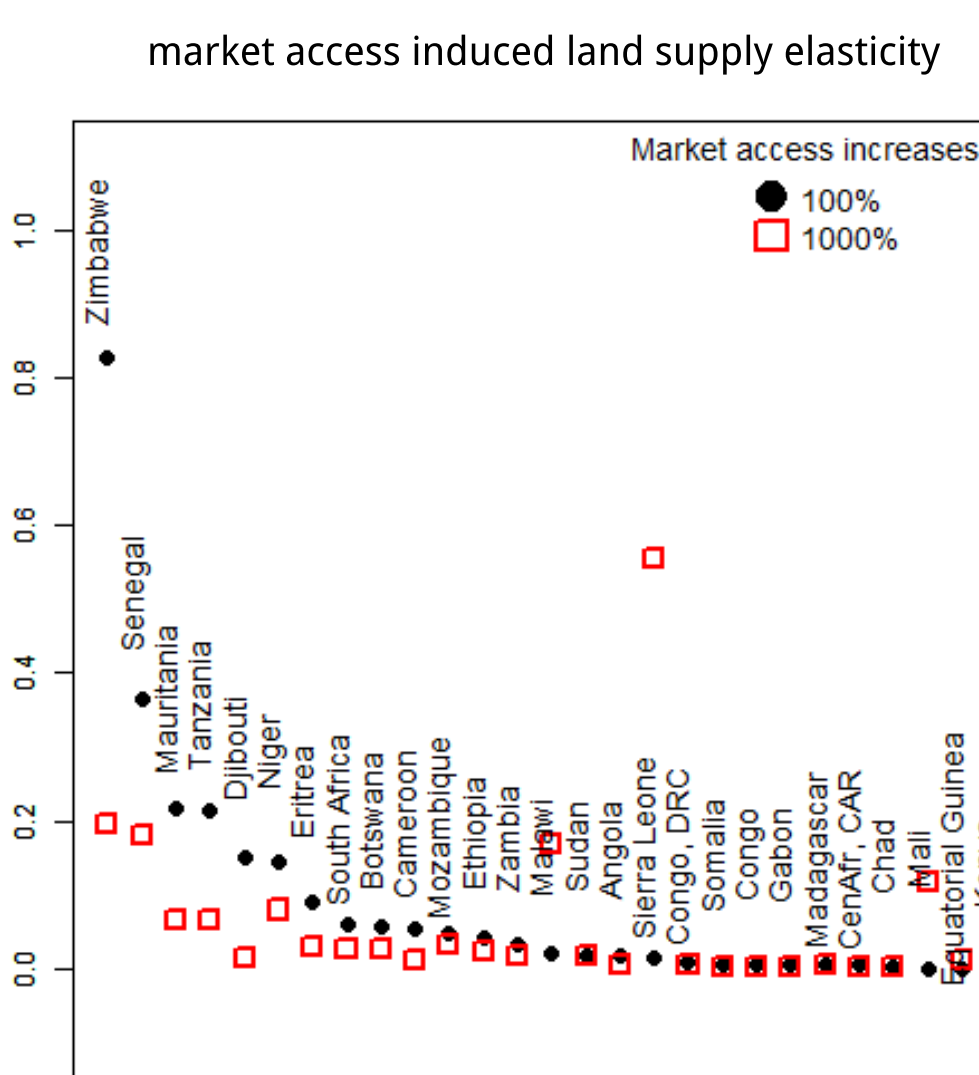 market access induced land supply elasticity
Market access increases
100%
1000%
1.0
0.8
0.6
0.4
0.2
0.0
Zimbabwe
Senegal
Mauritania
Tanzania
Djibouti
Niger
Eritrea
South Africa
Botswana
Cameroon
Mozambique
Ethiopia
Zambia
Malawi
Sudan
Angola
Sierra Leone
Congo, DRC
Somalia
Congo
Gabon
Madagascar
CenAfr, CAR
Chad
Mali
Equatorial Guinea